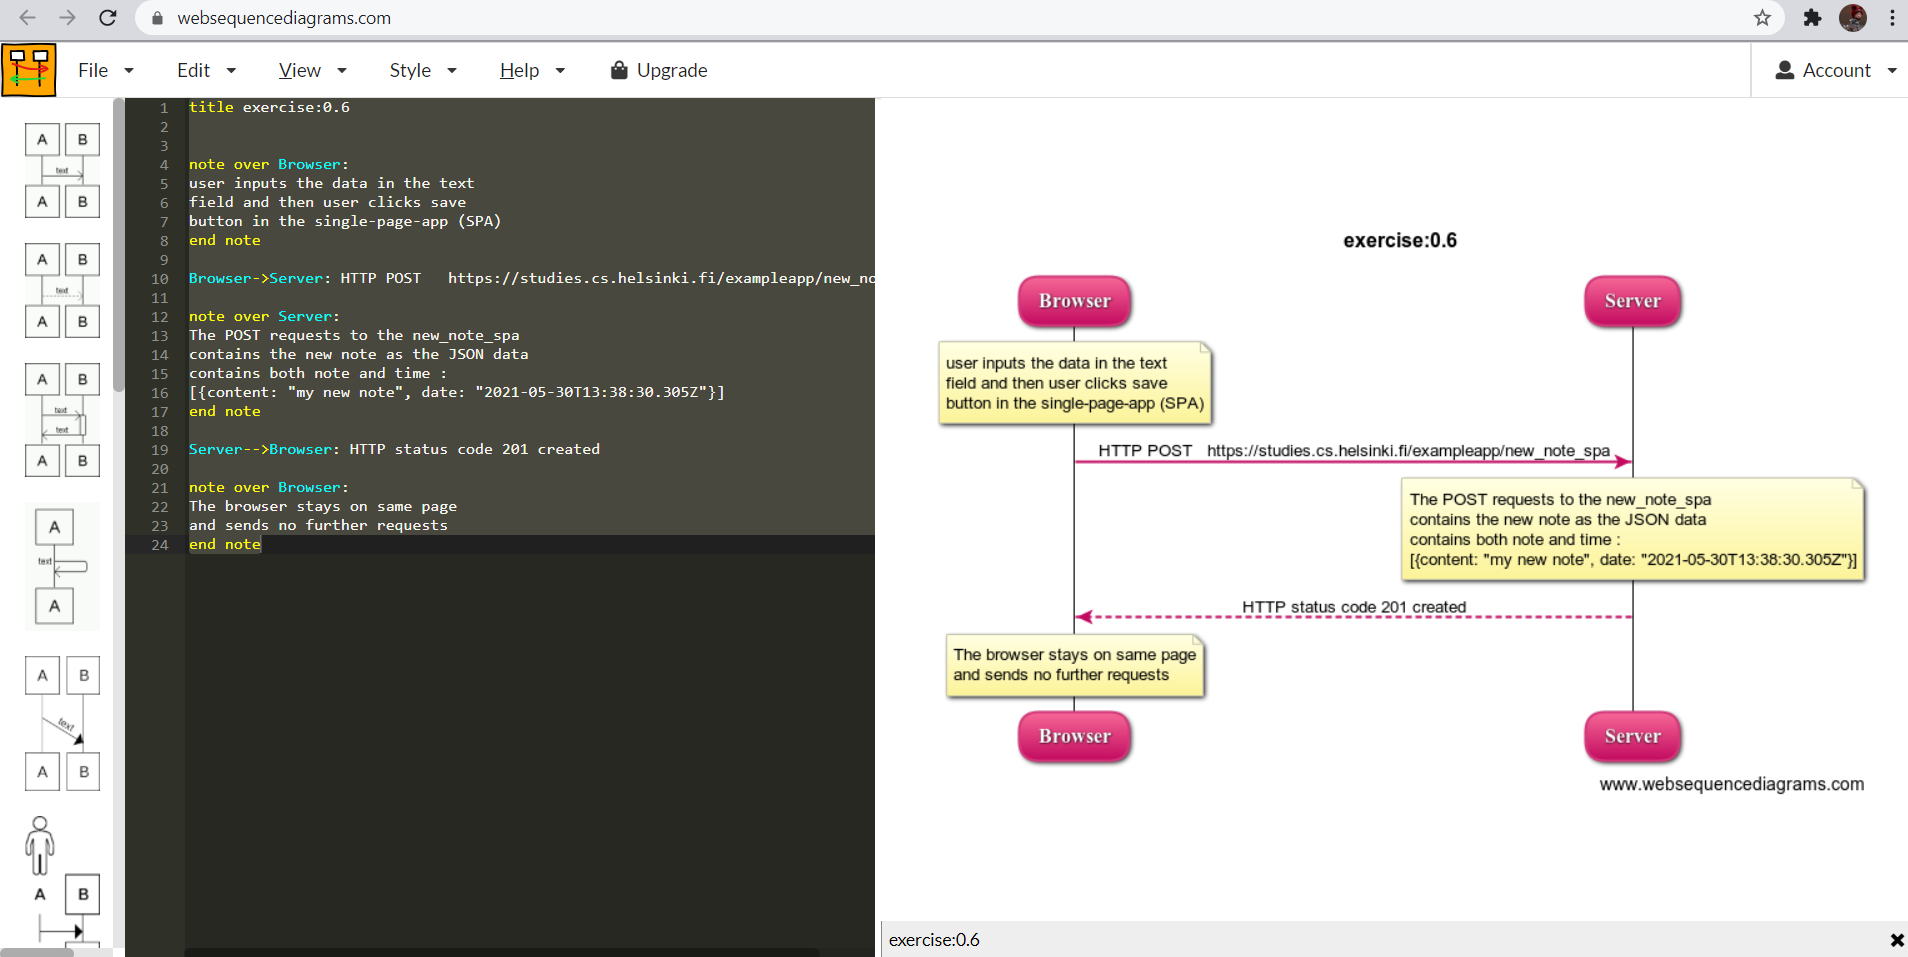 websequencediagrams.com
File
Edit
View
Style
Help
Upgrade
Account
A B
text
A B
A B
text
A B
A B
text
text
A B
A
text
A
A B
text
A B
A B
1 title exercise:0.6
2
3
4 note over Browser:
5 user inputs the data in the text
6 field and then user clicks save
7 button in the single-page-app (SPA)
8 end note
9
10 Browser->Server: HTTP POST   https://studies.cs.helsinki.fi/exampleapp/new_no
11
12 note over Server:
13 The POST requests to the new_note_spa
14 contains the new note as the JSON data
15 contains both note and time :
16 [{content: "my new note", date: "2021-05-30T13:38:30.305Z"}]
17 end note
18
19 Server-->Browser: HTTP status code 201 created
20
21 note over Browser:
22 The browser stays on same page
23 and sends no further requests
24 end note
exercise:0.6
Browser
Server
user inputs the data in the text
field and then user clicks save
button in the single-page-app (SPA)
HTTP POST   https://studies.cs.helsinki.fi/exampleapp/new_note_spa
The POST requests to the new_note_spa
contains the new note as the JSON data
contains both note and time :
[{content: "my new note", date: "2021-05-30T13:38:30.305Z"}]
HTTP status code 201 created
The browser stays on same page
and sends no further requests
Browser
Server
www.websequencediagrams.com
exercise:0.6